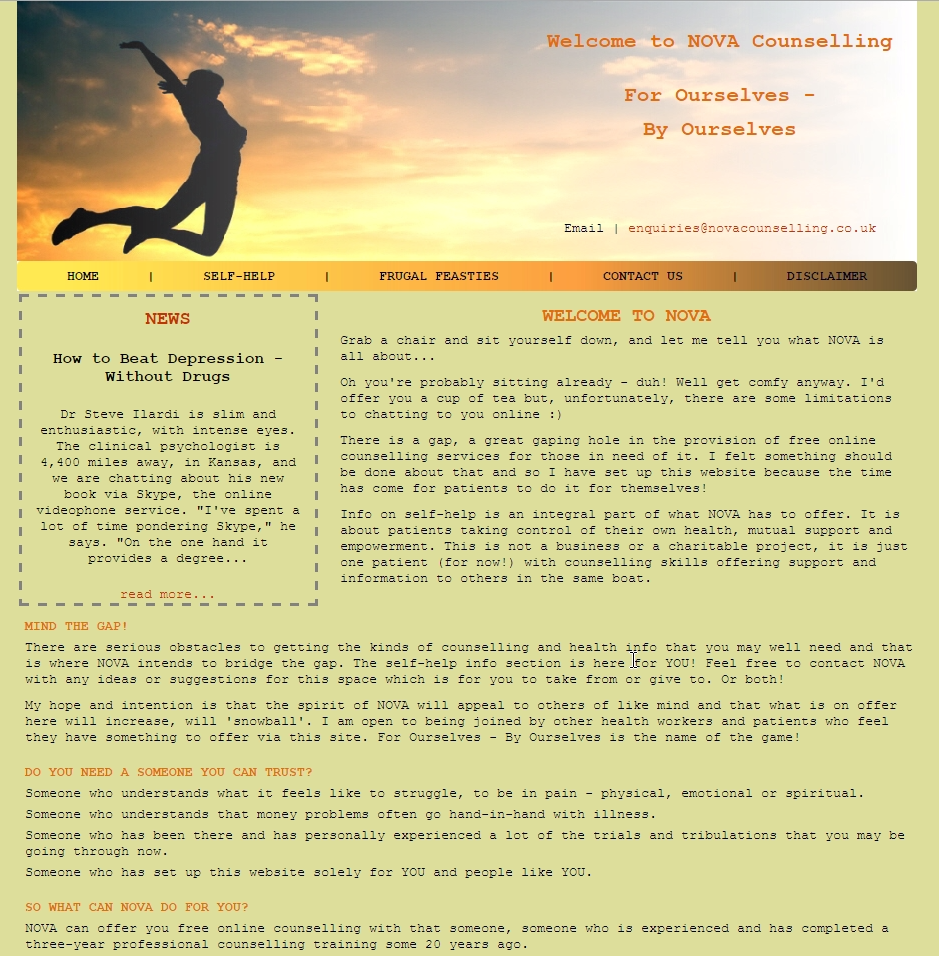 Welcome to NOVA Counselling
For Ourselves -
By Ourselves
Email | enquiries@novacounselling.co.uk
HOME | SELF-HELP | FRUGAL FEASTIES | CONTACT US | DISCLAIMER
NEWS
How to Beat Depression -
Without Drugs
Dr Steve Ilardi is slim and
enthusiastic, with intense eyes.
The clinical psychologist is
4,400 miles away, in Kansas, and
we are chatting about his new
book via Skype, the online
videophone service. "I've spent a
lot of time pondering Skype," he
says. "On the one hand it
provides a degree...
read more...
WELCOME TO NOVA
Grab a chair and sit yourself down, and let me tell you what NOVA is
all about...
Oh you're probably sitting already - duh! Well get comfy anyway. I'd
offer you a cup of tea but, unfortunately, there are some limitations
to chatting to you online :)
There is a gap, a great gaping hole in the provision of free online
counselling services for those in need of it. I felt something should
be done about that and so I have set up this website because the time
has come for patients to do it for themselves!
Info on self-help is an integral part of what NOVA has to offer. It is
about patients taking control of their own health, mutual support and
empowerment. This is not a business or a charitable project, it is just
one patient (for now!) with counselling skills offering support and
information to others in the same boat.
MIND THE GAP!
There are serious obstacles to getting the kinds of counselling and health info that you may well need and that
is where NOVA intends to bridge the gap. The self-help info section is here for YOU! Feel free to contact NOVA
with any ideas or suggestions for this space which is for you to take from or give to. Or both!
My hope and intention is that the spirit of NOVA will appeal to others of like mind and that what is on offer
here will increase, will 'snowball'. I am open to being joined by other health workers and patients who feel
they have something to offer via this site. For Ourselves - By Ourselves is the name of the game!
DO YOU NEED A SOMEONE YOU CAN TRUST?
Someone who understands what it feels like to struggle, to be in pain - physical, emotional or spiritual.
Someone who understands that money problems often go hand-in-hand with illness.
Someone who has been there and has personally experienced a lot of the trials and tribulations that you may be
going through now.
Someone who has set up this website solely for YOU and people like YOU.
SO WHAT CAN NOVA DO FOR YOU?
NOVA can offer you free online counselling with that someone, someone who is experienced and has completed a
three-year professional counselling training some 20 years ago.